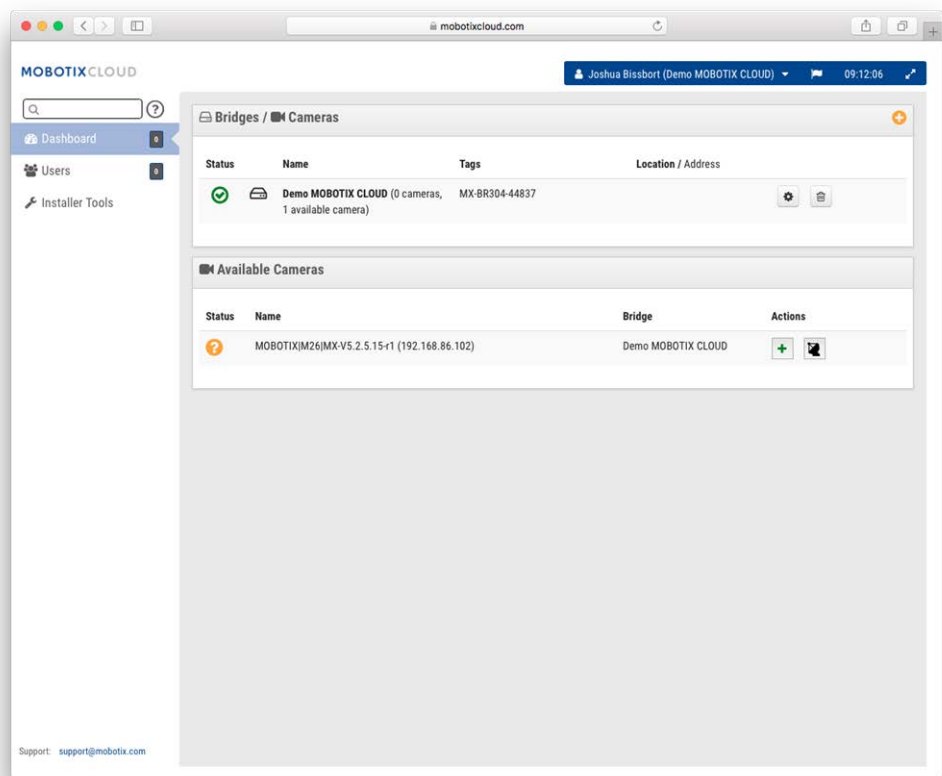 mobotixcloud.com
MOBOTIXCLOUD
Joshua Bissbort (Demo MOBOTIX CLOUD)
09:12:06
Dashboard 0
Users 0
Installer Tools
Bridges / Cameras
Status Name Tags Location / Address
Demo MOBOTIX CLOUD (0 cameras, MX-BR304-44837
1 available camera)
Available Cameras
Status Name Bridge Actions
MOBOTIX|M26|MX-V5.2.5.15-r1 (192.168.86.102) Demo MOBOTIX CLOUD
Support: support@mobotix.com